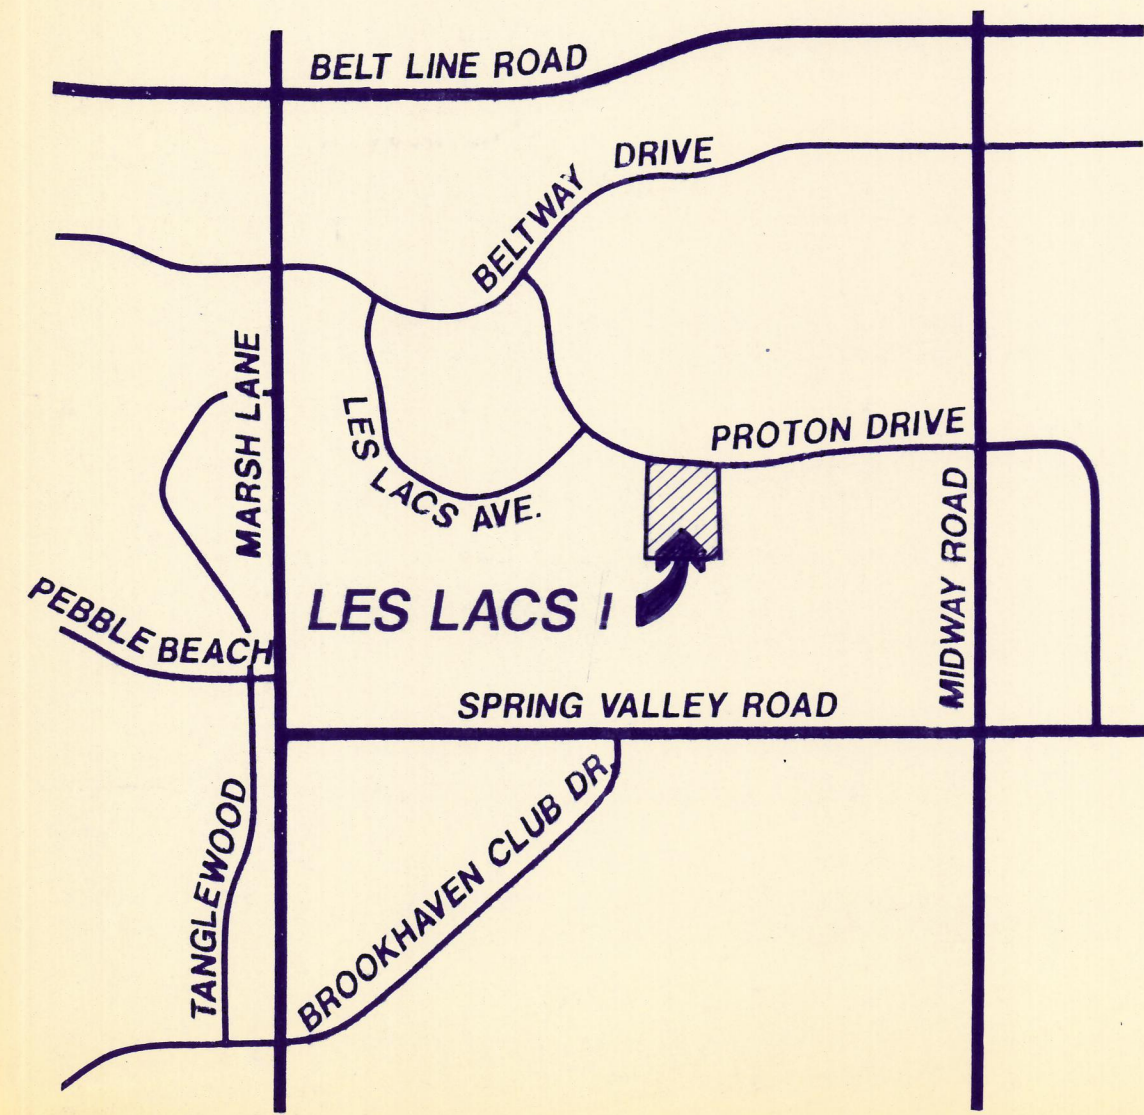 BELT LINE ROAD
BELTWAY DRIVE
MARSH LANE
LES LACS AVE.
PROTON DRIVE
MIDWAY ROAD
PEBBLE BEACH
LES LACS I
SPRING VALLEY ROAD
TANGLEWOOD
BROOKHAVEN CLUB DR.